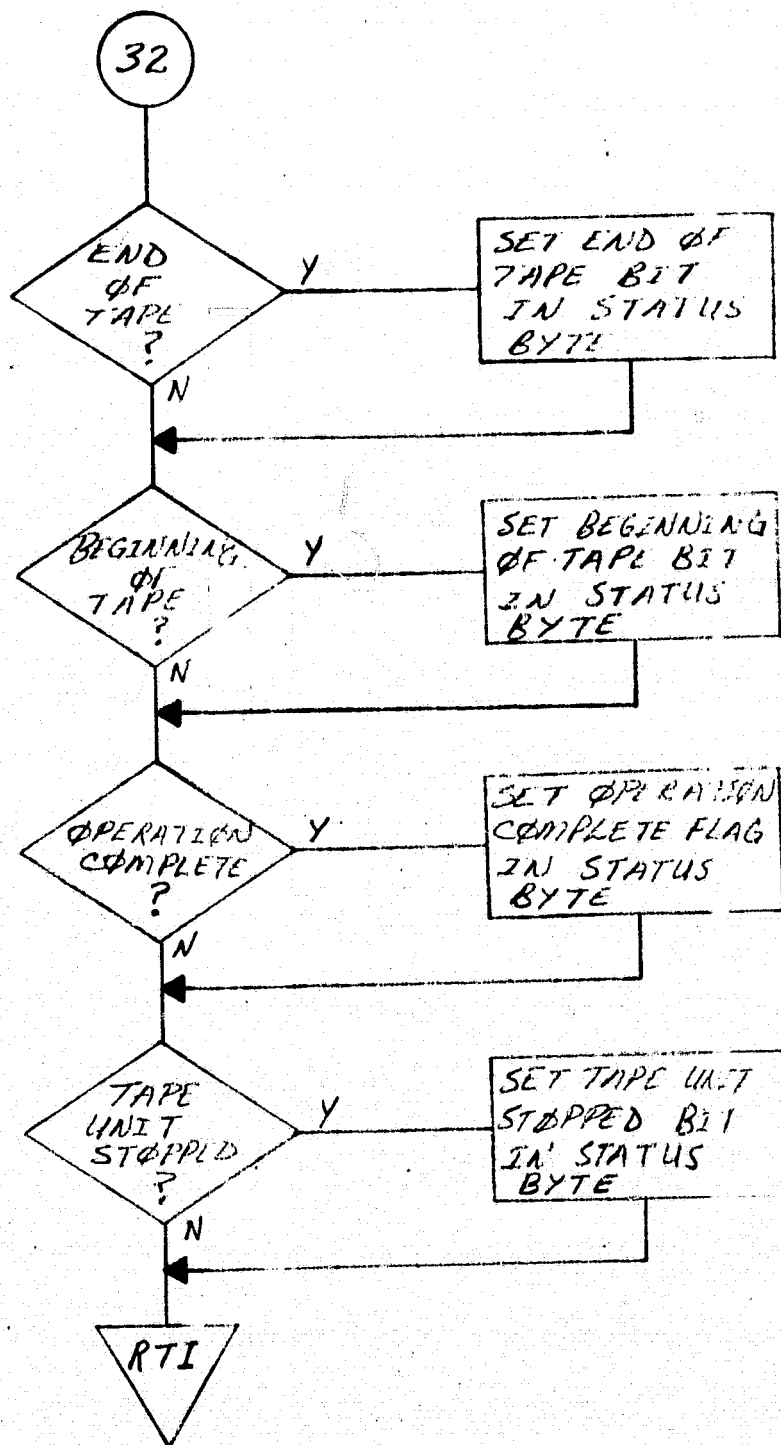 32
END
ØF
TAPE
?
Y
SET END ØF
TAPE BIT
IN STATUS
BYTE
N
BEGINNING
ØF
TAPE
?
Y
SET BEGINNING
ØF TAPE BIT
IN STATUS
BYTE
N
ØPERATIØN
CØMPLETE
?
Y
SET ØPERATIØN
CØMPLETE FLAG
IN STATUS
BYTE
N
TAPE
UNIT
STØPPED
?
Y
SET TAPE UNIT
STØPPED BIT
IN STATUS
BYTE
N
RTI